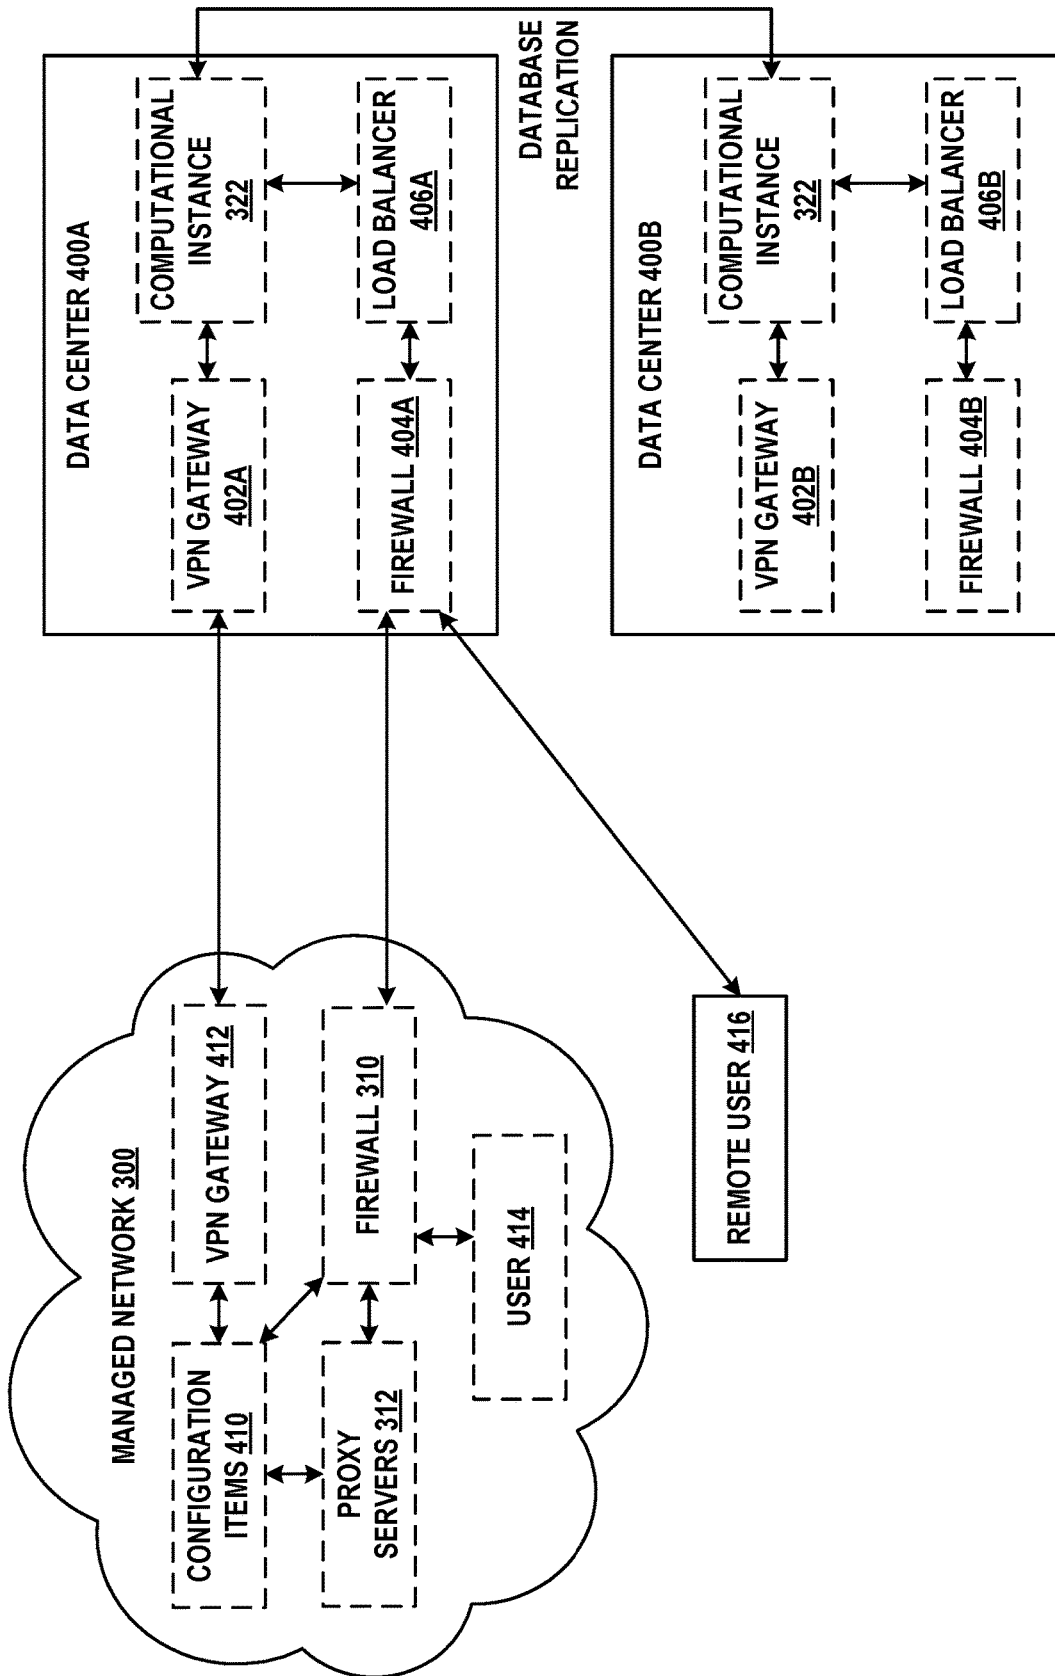 MANAGED NETWORK 300
CONFIGURATION
ITEMS 410
VPN GATEWAY 412
PROXY
SERVERS 312
FIREWALL 310
USER 414
REMOTE USER 416
DATA CENTER 400A
VPN GATEWAY
402A
COMPUTATIONAL
INSTANCE
322
FIREWALL 404A
LOAD BALANCER
406A
DATABASE
REPLICATION
DATA CENTER 400B
VPN GATEWAY
402B
COMPUTATIONAL
INSTANCE
322
FIREWALL 404B
LOAD BALANCER
406B